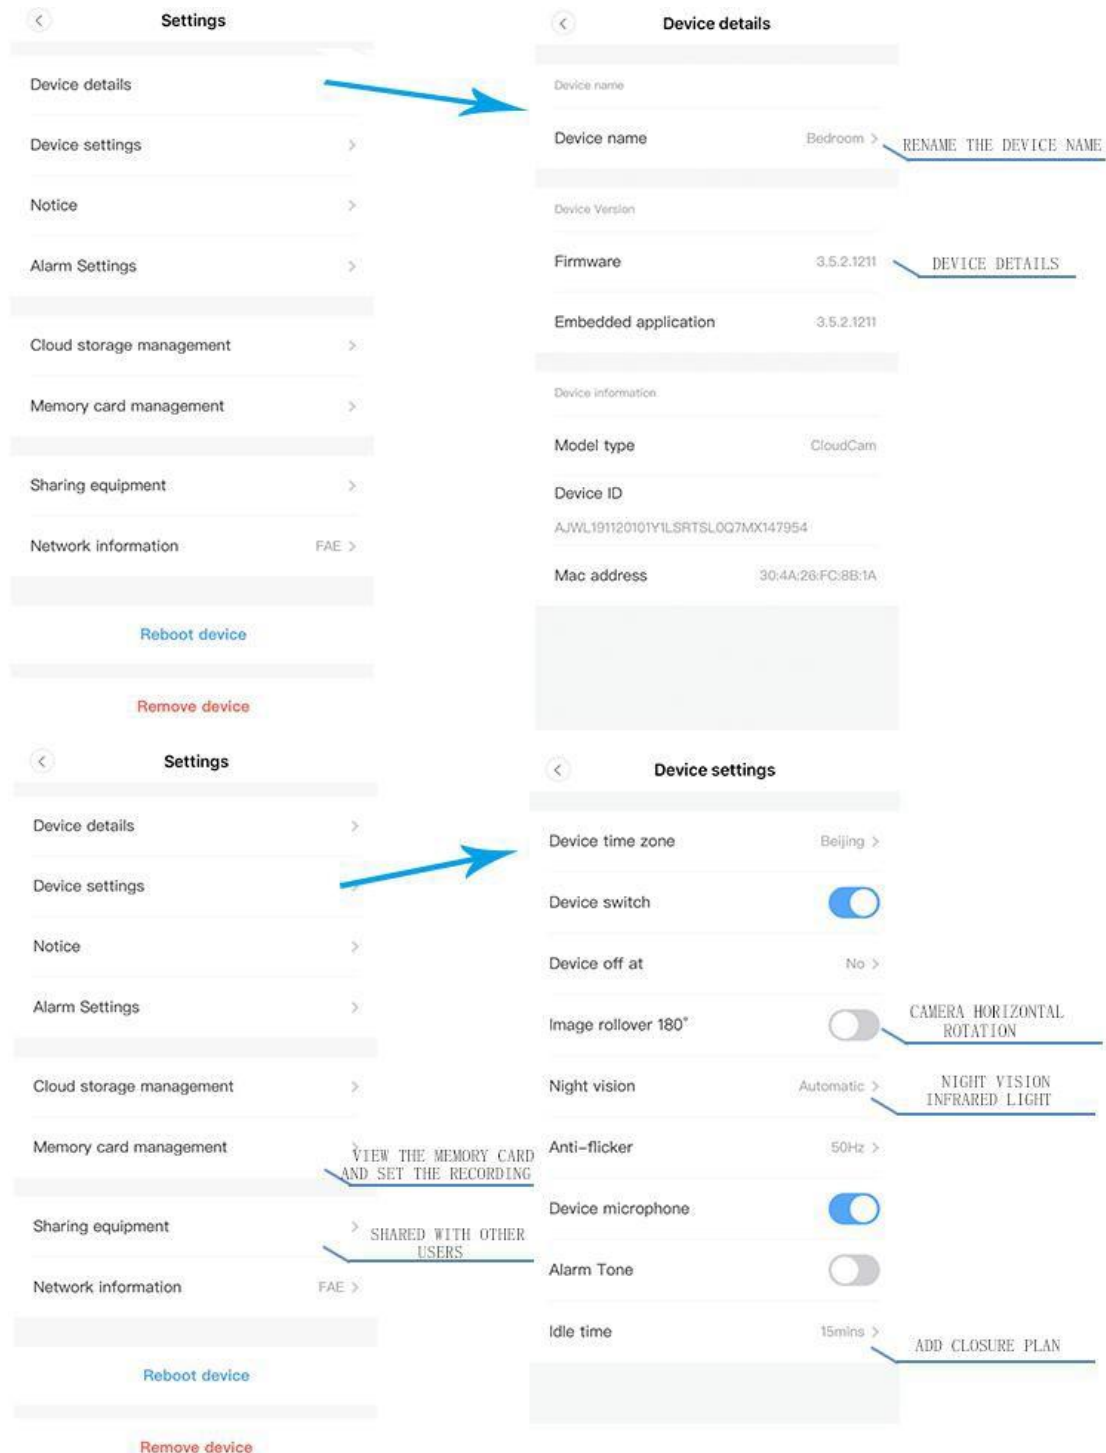 Settings
Device details
Device settings
Notice
Alarm Settings
Cloud storage management
Memory card management
Sharing equipment
Network information FAE
Reboot device
Remove device
Device details
Device name
Device name Bedroom
RENAME THE DEVICE NAME
Device Version
Firmware 3.5.2.1211
DEVICE DETAILS
Embedded application 3.5.2.1211
Device information
Model type CloudCam
Device ID
AJWL191120101Y1LSRTSL0Q7MX147954
Mac address 30:4A:26:FC:8B:1A
Settings
Device details
Device settings
Notice
Alarm Settings
Cloud storage management
Memory card management
VIEW THE MEMORY CARD
AND SET THE RECORDING
Sharing equipment
SHARED WITH OTHER
USERS
Network information FAE
Reboot device
Remove device
Device settings
Device time zone Beijing
Device switch
Device off at No
Image rollover 180°
CAMERA HORIZONTAL
ROTATION
Night vision Automatic
NIGHT VISION
INFRARED LIGHT
Anti-flicker 50Hz
Device microphone
Alarm Tone
Idle time 15mins
ADD CLOSURE PLAN